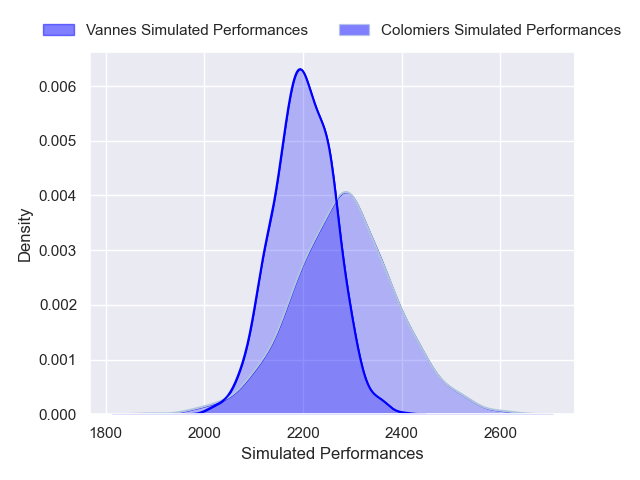 Vannes Simulated Performances
Colomiers Simulated Performances
0.006
0.005
0.004
0.003
0.002
0.001
0.000
Density
1800 2000 2200 2400 2600
Simulated Performances